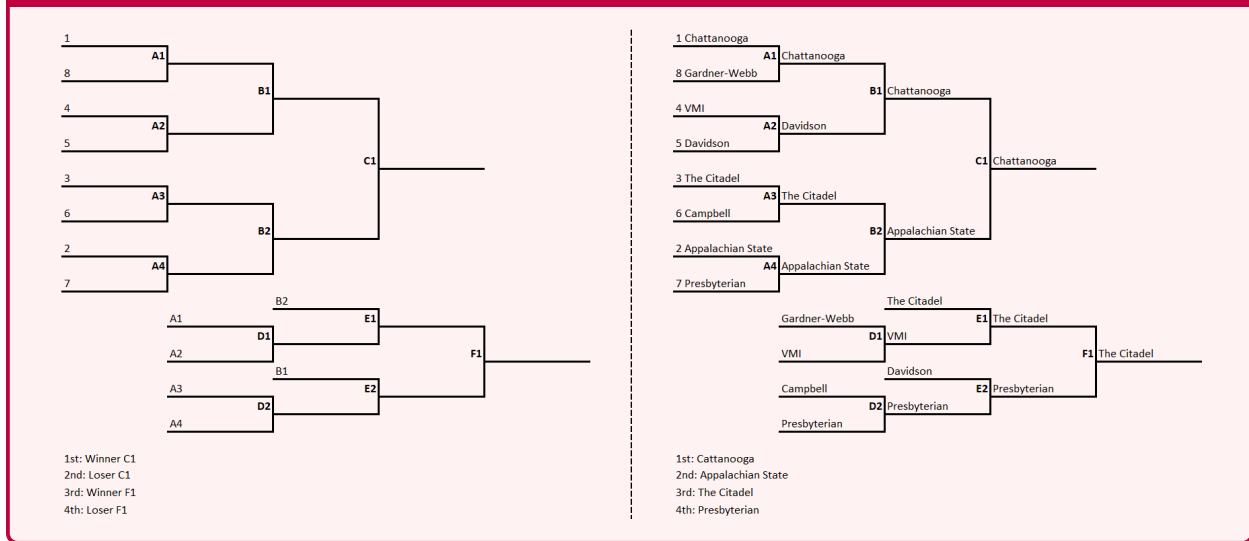 1
A1
8
B1
4
A2
5
C1
3
A3
6
B2
2
A4
7
B2
A1
E1
D1
A2
F1
B1
A3
E2
D2
A4
1st: Winner C1
2nd: Loser C1
3rd: Winner F1
4th: Loser F1
1 Chattanooga
A1 Chattanooga
8 Gardner-Webb
B1 Chattanooga
4 VMI
A2 Davidson
5 Davidson
C1 Chattanooga
3 The Citadel
A3 The Citadel
6 Campbell
B2 Appalachian State
2 Appalachian State
A4 Appalachian State
7 Presbyterian
The Citadel
Gardner-Webb
E1 The Citadel
D1 VMI
VMI
F1 The Citadel
Davidson
Campbell
E2 Presbyterian
D2 Presbyterian
Presbyterian
1st: Cattanooga
2nd: Appalachian State
3rd: The Citadel
4th: Presbyterian